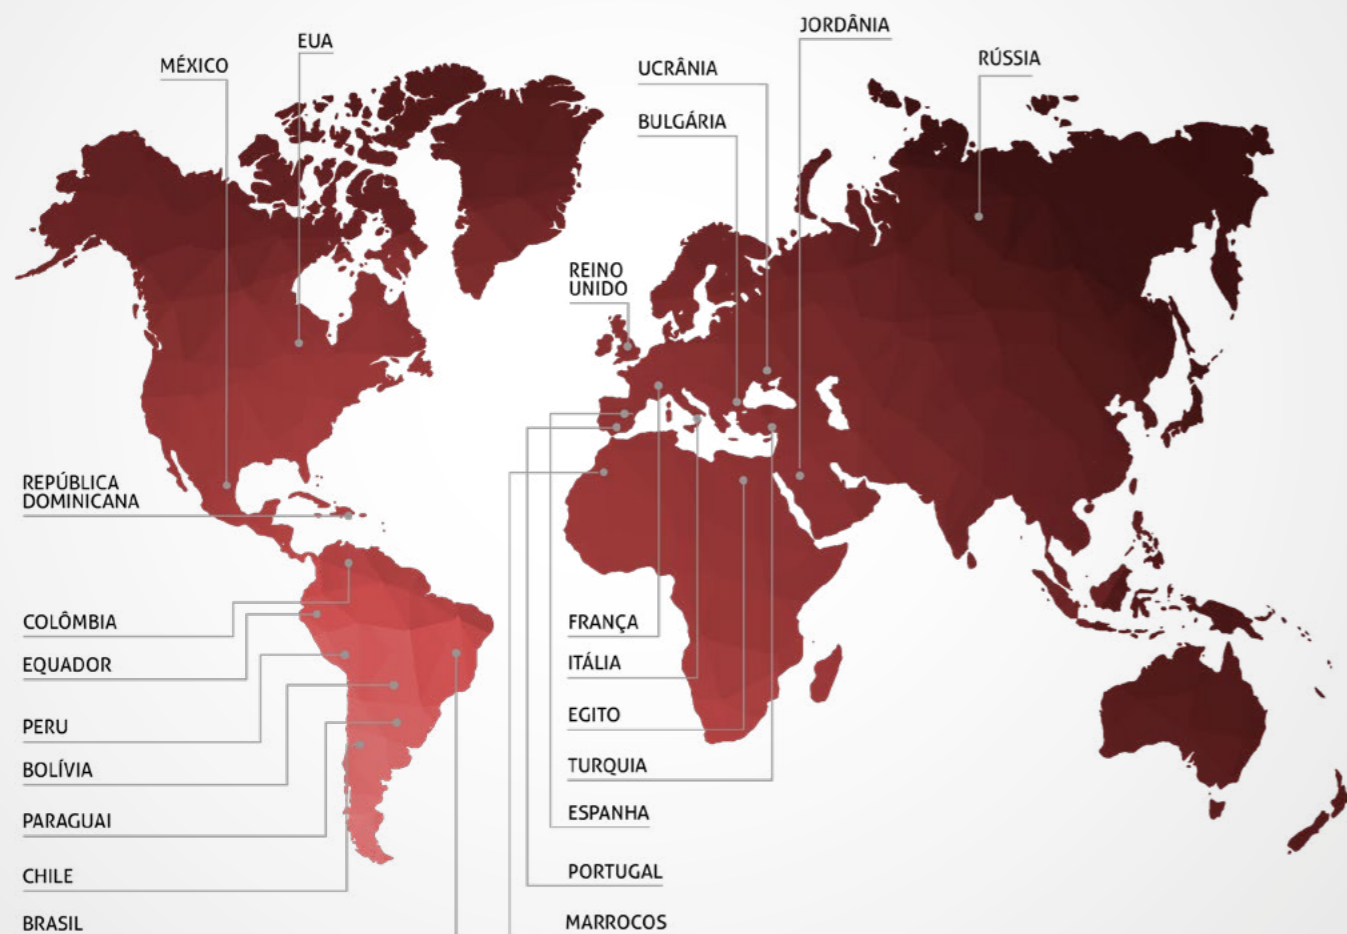 JORDÂNIA
EUA
MÉXICO
UCRÂNIA
RÚSSIA
BULGÁRIA
REINO
UNIDO
REPÚBLICA
DOMINICANA
COLÔMBIA
EQUADOR
PERU
BOLÍVIA
PARAGUAI
CHILE
BRASIL
FRANÇA
ITÁLIA
EGITO
TURQUIA
ESPANHA
PORTUGAL
MARROCOS